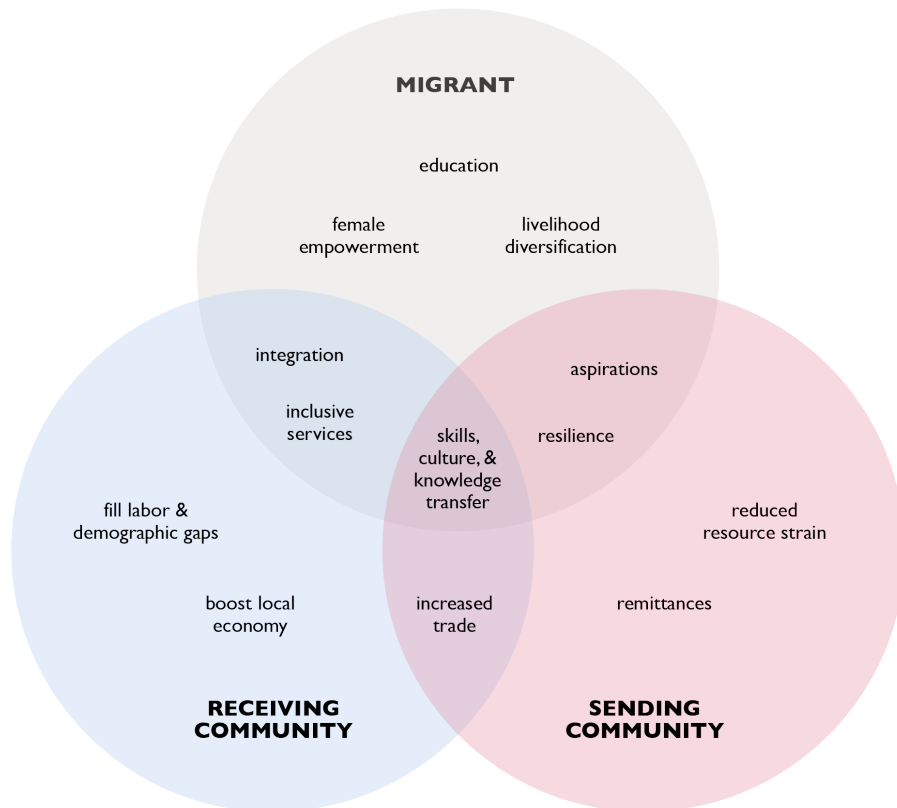 MIGRANT
education
female
empowerment
livelihood
diversification
integration
aspirations
inclusive
services
skills,
culture, &
knowledge
transfer
resilience
fill labor &
demographic gaps
reduced
resource strain
boost local
economy
increased
trade
remittances
RECEIVING
COMMUNITY
SENDING
COMMUNITY